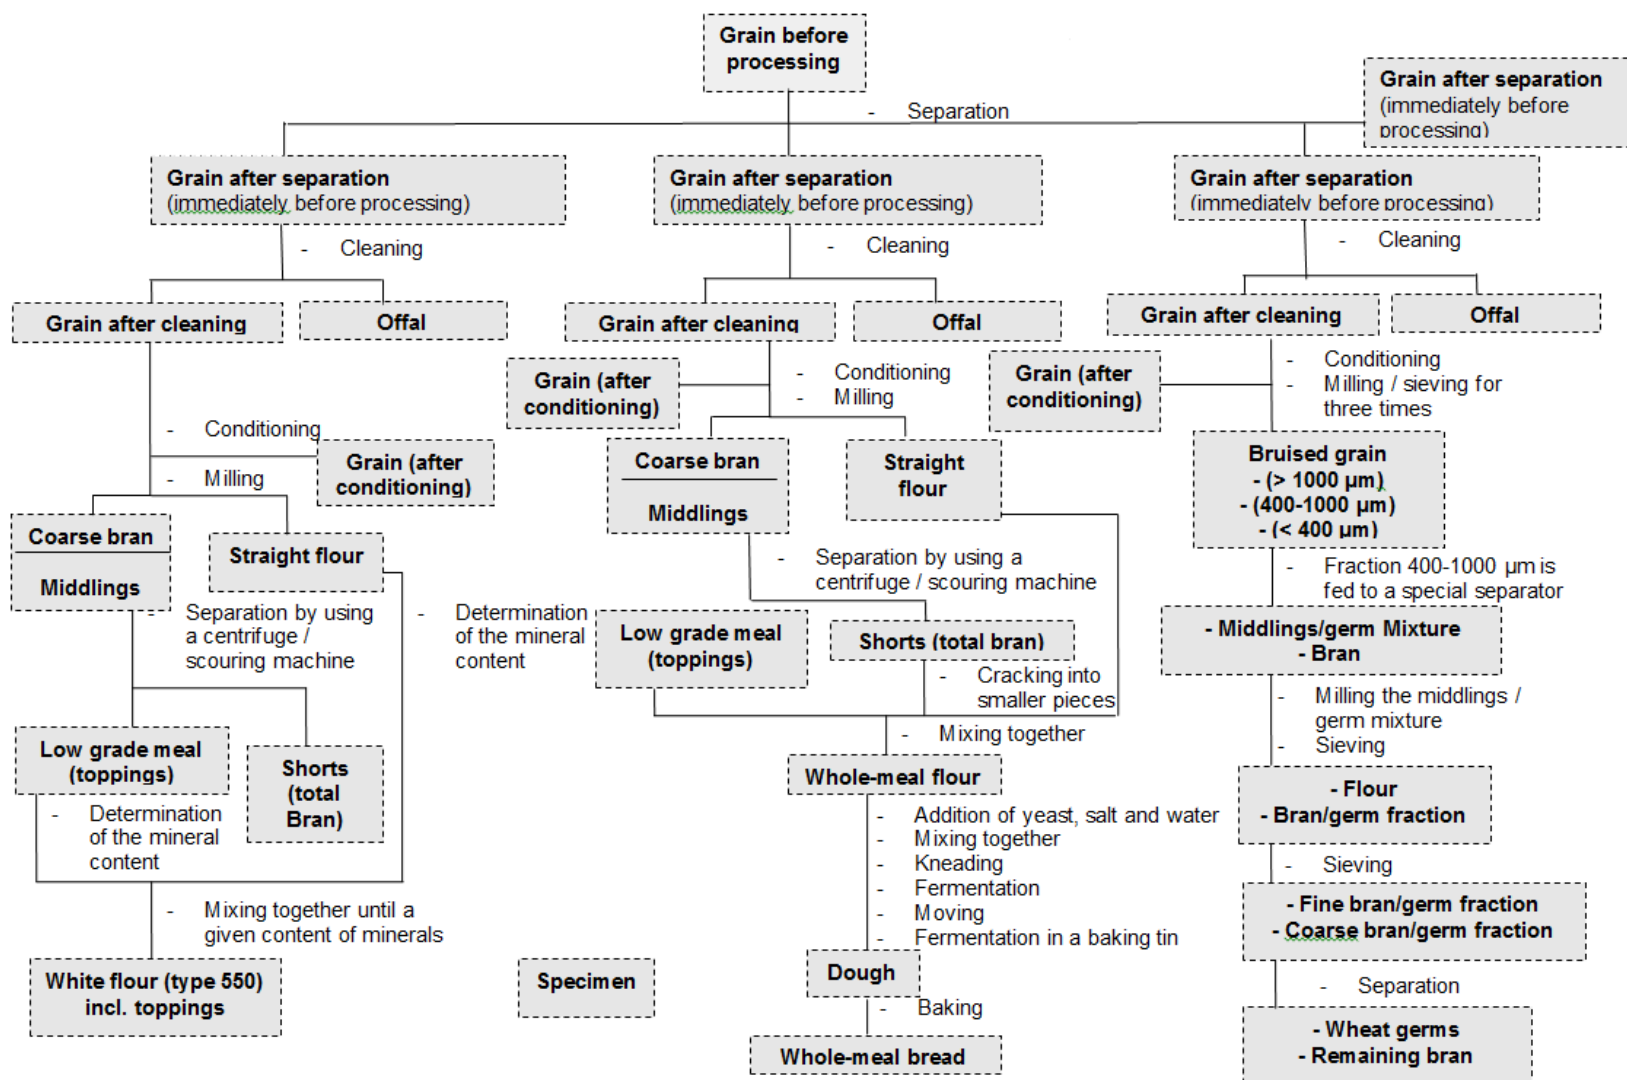 Grain before
processing
- Separation
Grain after separation
(immediately before
processing)
Grain after separation
(immediately before processing)
- Cleaning
Grain after cleaning
Offal
- Conditioning
Grain (after
conditioning)
- Milling
Coarse bran
Middlings
Straight flour
- Separation by using
a centrifuge /
scouring machine
- Determination
of the mineral
content
Low grade meal
(toppings)
Shorts
(total
Bran)
- Determination
of the mineral
content
- Mixing together until a
given content of minerals
White flour (type 550)
incl. toppings
Grain after separation
(immediately before processing)
- Cleaning
Grain after cleaning
Offal
Grain (after
conditioning)
- Conditioning
- Milling
Coarse bran
Middlings
Straight
flour
- Separation by using a
centrifuge / scouring machine
Low grade meal
(toppings)
Shorts (total bran)
- Cracking into
smaller pieces
- Mixing together
Whole-meal flour
- Addition of yeast, salt and water
- Mixing together
- Kneading
- Fermentation
- Moving
- Fermentation in a baking tin
Dough
- Baking
Whole-meal bread
Specimen
Grain after separation
(immediately before processing)
- Cleaning
Grain after cleaning
Offal
Grain (after
conditioning)
- Conditioning
- Milling / sieving for
three times
Bruised grain
- (> 1000 µm)
- (400-1000 µm)
- (< 400 µm)
- Fraction 400-1000 µm is
fed to a special separator
- Middlings/germ Mixture
- Bran
- Milling the middlings /
germ mixture
- Sieving
- Flour
- Bran/germ fraction
- Sieving
- Fine bran/germ fraction
- Coarse bran/germ fraction
- Separation
- Wheat germs
- Remaining bran